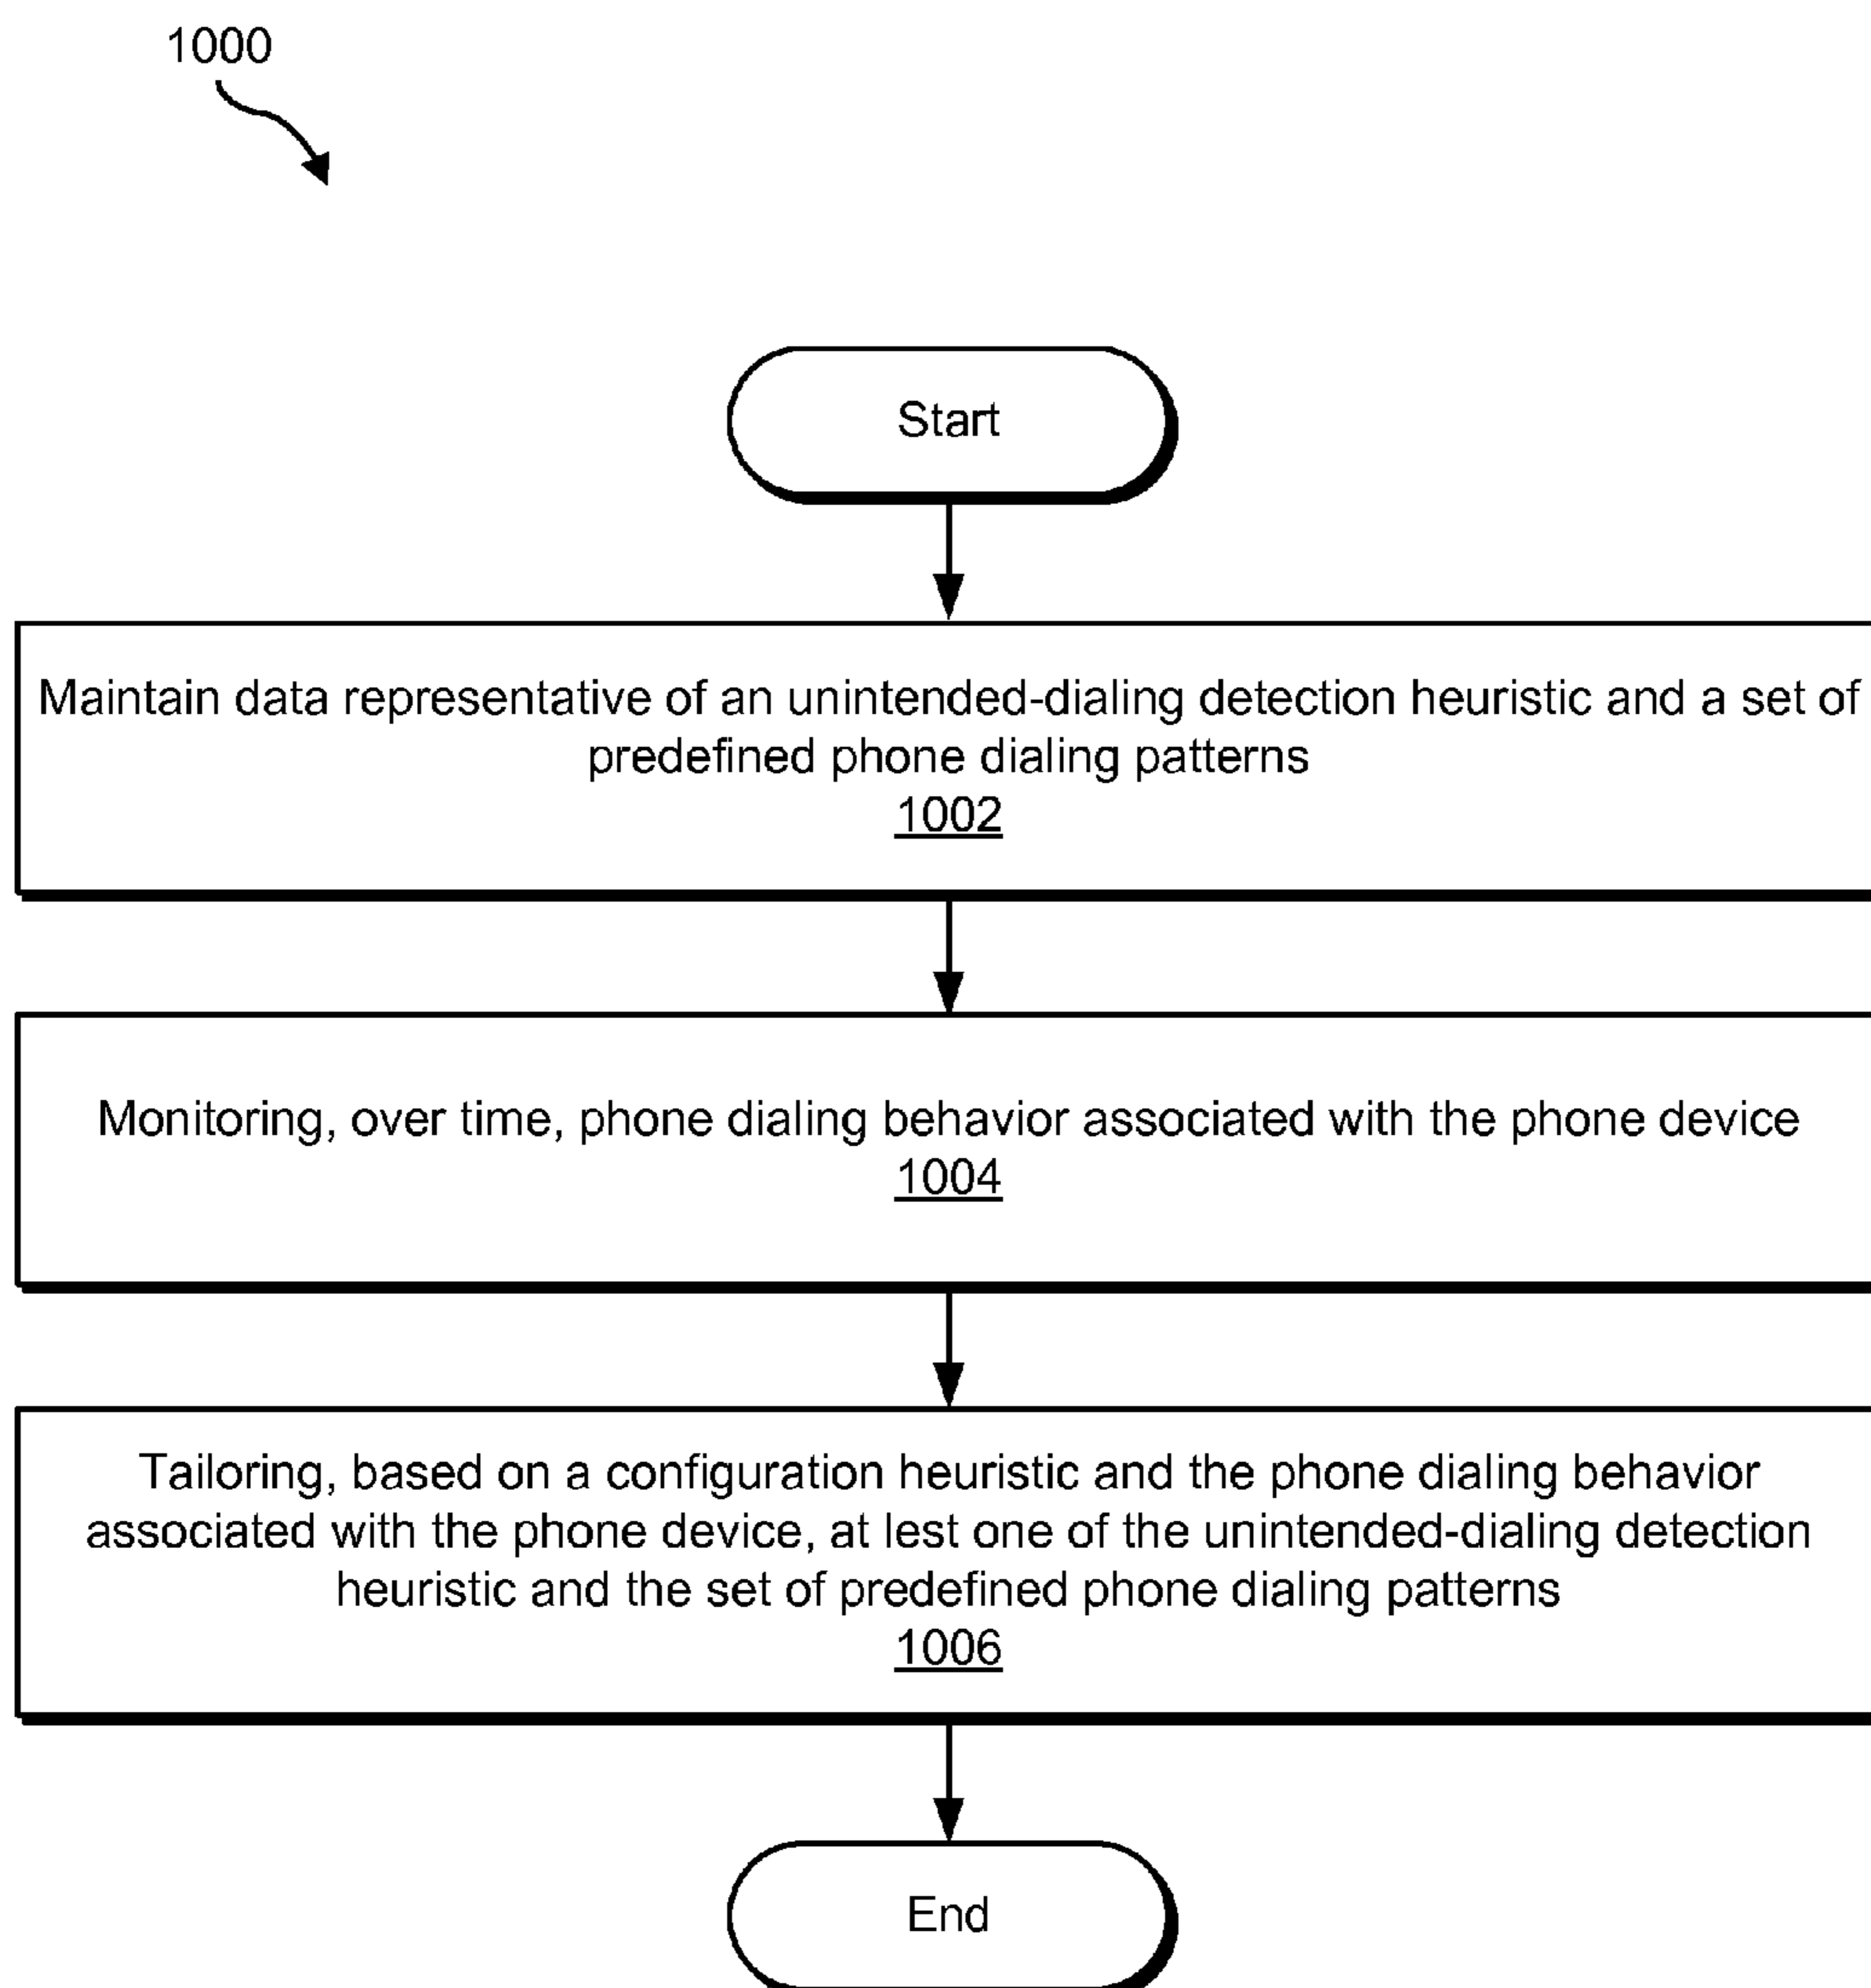 1000
Start
Maintain data representative of an unintended-dialing detection heuristic and a set of
predefined phone dialing patterns
1002
Monitoring, over time, phone dialing behavior associated with the phone device
1004
Tailoring, based on a configuration heuristic and the phone dialing behavior
associated with the phone device, at lest one of the unintended-dialing detection
heuristic and the set of predefined phone dialing patterns
1006
End